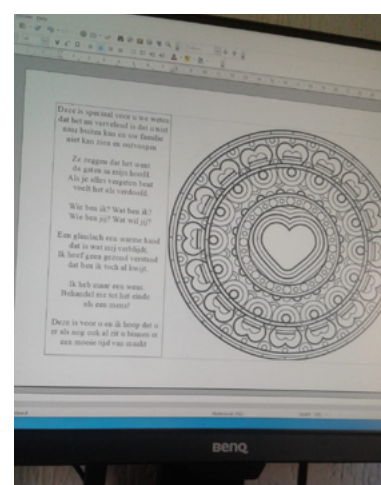 Deze is speciaal voor u we weten
dat het nu vervelend is dat u niet
naar buiten kan en uw familie
niet kan zien en ontvangen
Ze zeggen dat het went
de gaten in mijn hoofd.
Als je alles vergeten bent
voelt het als verdoofd.
Wie ben ik? Wat ben ik?
Wie ben jij? Wat wil jij?
Een glimlach een warme hand
dat is wat mij verblijdt.
Ik heef geen gezond verstand
dat ben ik toch al kwijt.
Ik heb maar een wens.
Behandel me tot het einde
als een mens!
Deze is voor u en ik hoop dat u
er als nog ook al zit u binnen er
een mooie tijd van maakt
BenQ